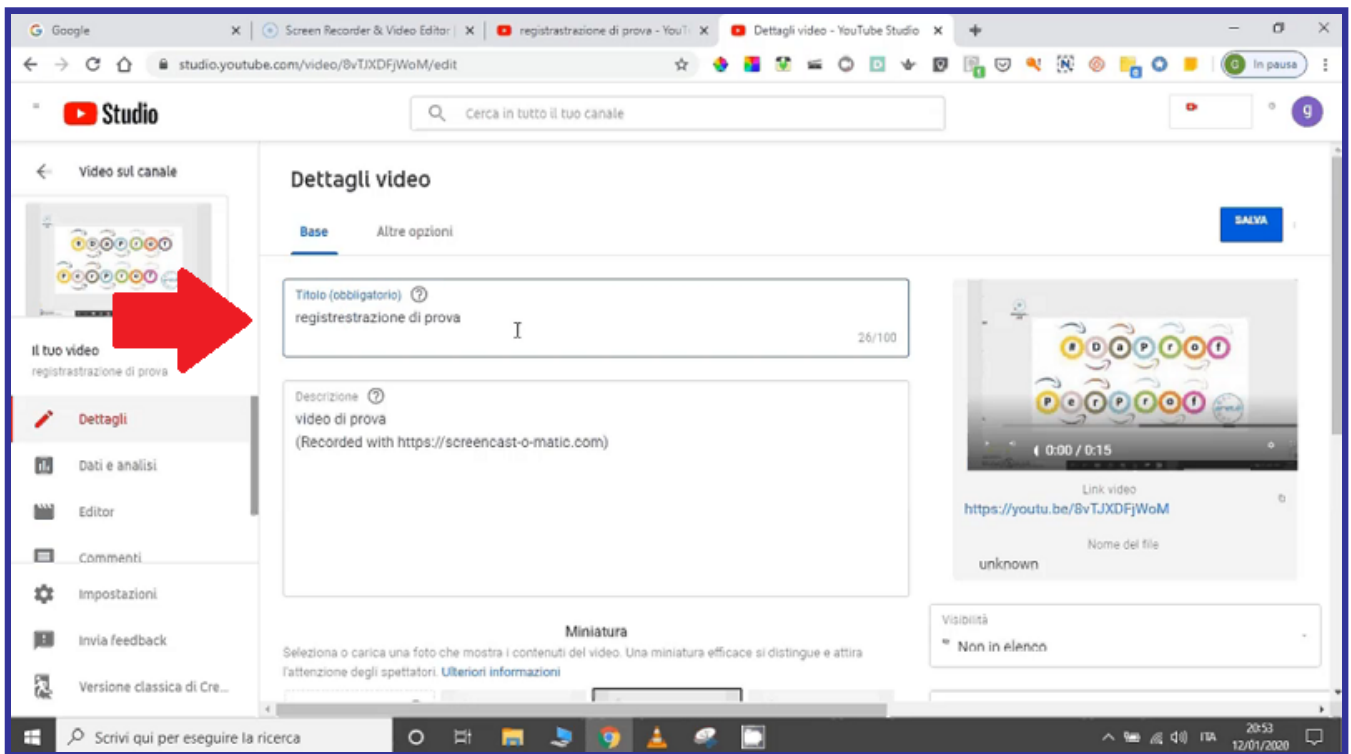 Google
Screen Recorder & Video Editor |
registrastrazione di prova - YouT
Dettagli video - YouTube Studio
studio.youtube.com/video/8vTJXDFjWoM/edit
In pausa
Studio
Cerca in tutto il tuo canale
g
Video sul canale
Dettagli video
Base
Altre opzioni
SALVA
#DaProf
PerProf
Titolo (obbligatorio)
registrestrazione di prova
26/100
#DaProf
PerProf
0:00 / 0:15
Il tuo video
registrastrazione di prova
Descrizione
video di prova
(Recorded with https://screencast-o-matic.com)
Dettagli
Dati e analisi
Editor
Commenti
Impostazioni
Invia feedback
Versione classica di Cre...
Link video
https://youtu.be/8vTJXDFjWoM
Nome del file
unknown
Visibilità
Non in elenco
Miniatura
Seleziona o carica una foto che mostra i contenuti del video. Una miniatura efficace si distingue e attira
l'attenzione degli spettatori. Ulteriori informazioni
Scrivi qui per eseguire la ricerca
ITA
20:53
12/01/2020